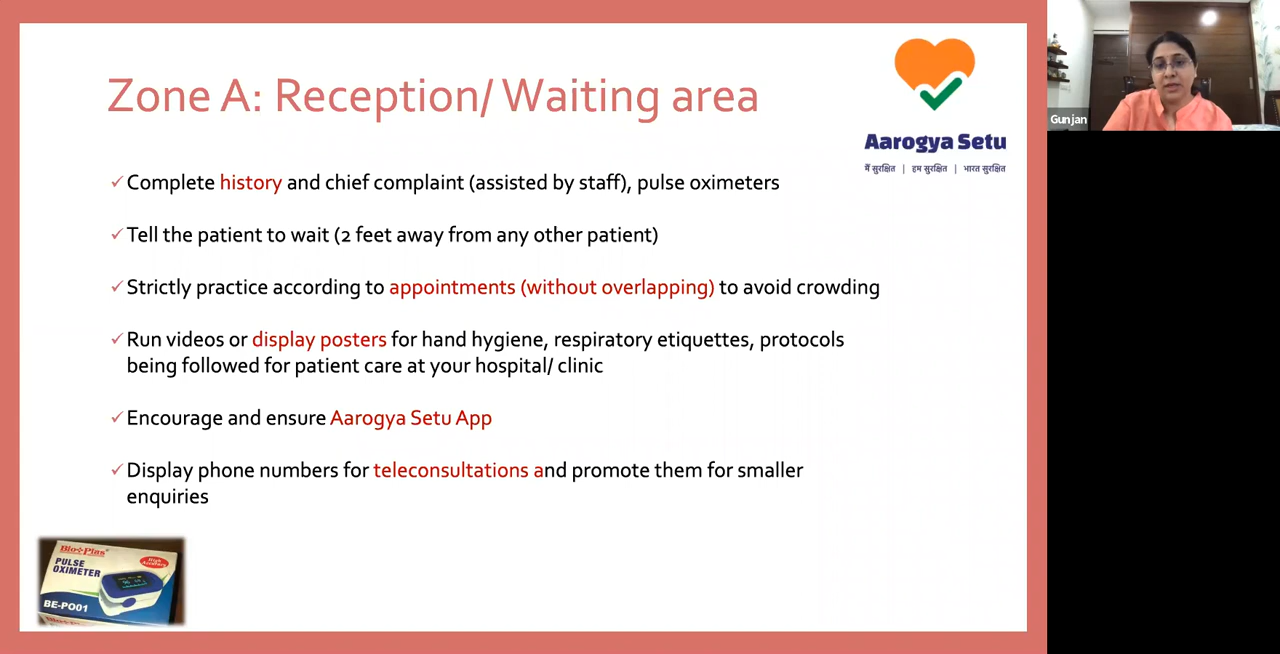 Zone A: Reception/ Waiting area
Aarogya Setu
मैं सुरक्षित | हम सुरक्षित | भारत सुरक्षित
Gunjan
✓Complete history and chief complaint (assisted by staff), pulse oximeters
✓Tell the patient to wait (2 feet away from any other patient)
✓Strictly practice according to appointments (without overlapping) to avoid crowding
✓Run videos or display posters for hand hygiene, respiratory etiquettes, protocols
being followed for patient care at your hospital/ clinic
✓Encourage and ensure Aarogya Setu App
✓Display phone numbers for teleconsultations and promote them for smaller
enquiries
Bio Plus
High
Accuracy
PULSE
OXIMETER
BE-PO01